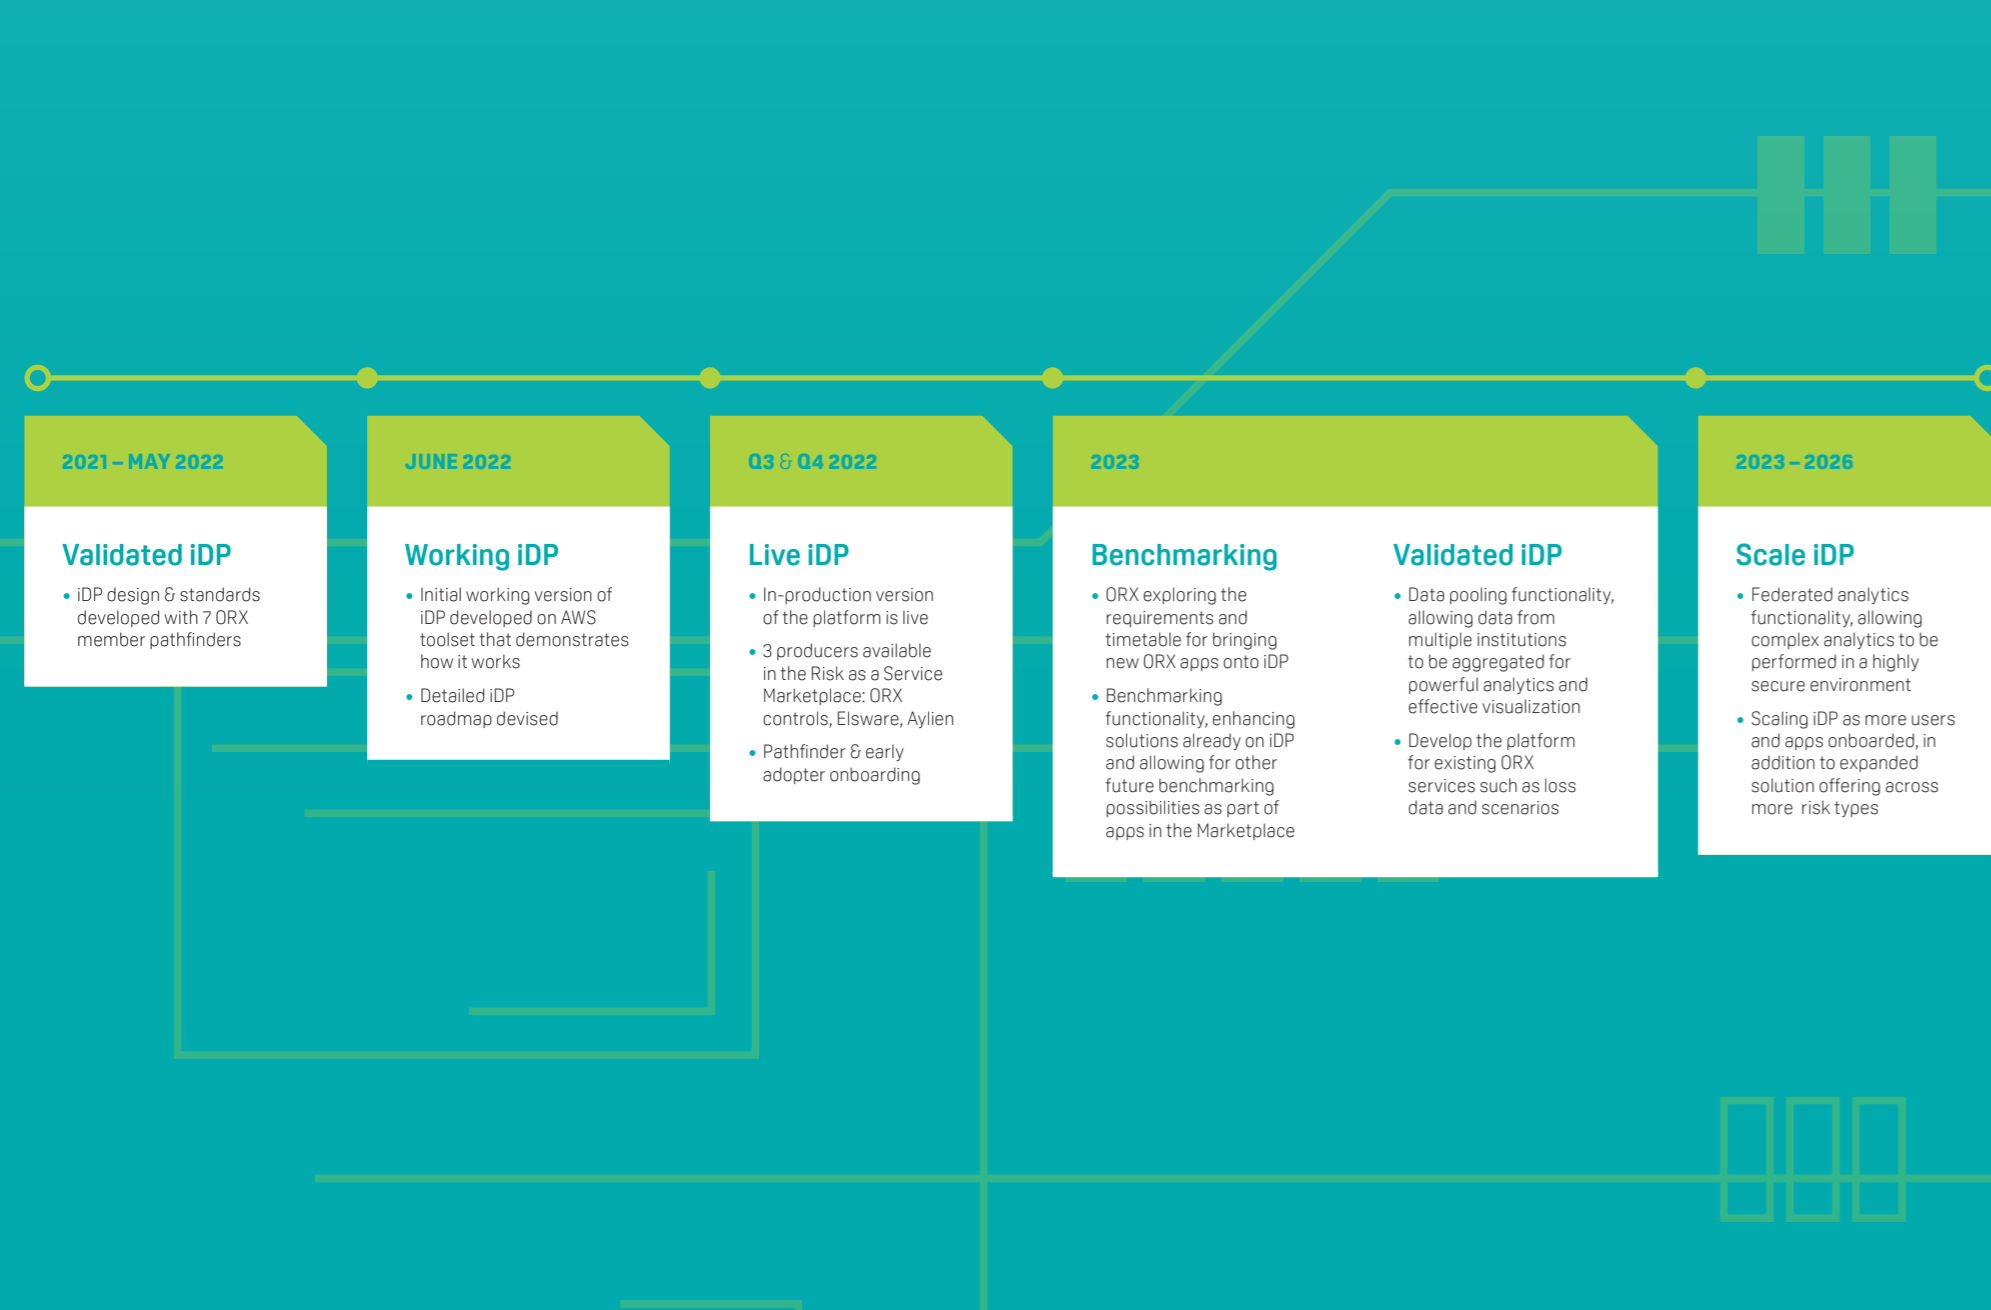 2021 – MAY 2022
Validated iDP
• iDP design & standards
developed with 7 ORX
member pathfinders
JUNE 2022
Working iDP
• Initial working version of
iDP developed on AWS
toolset that demonstrates
how it works
• Detailed iDP
roadmap devised
Q3 & Q4 2022
Live iDP
• In-production version
of the platform is live
• 3 producers available
in the Risk as a Service
Marketplace: ORX
controls, Elsware, Aylien
• Pathfinder & early
adopter onboarding
2023
Benchmarking
• ORX exploring the
requirements and
timetable for bringing
new ORX apps onto iDP
• Benchmarking
functionality, enhancing
solutions already on iDP
and allowing for other
future benchmarking
possibilities as part of
apps in the Marketplace
Validated iDP
• Data pooling functionality,
allowing data from
multiple institutions
to be aggregated for
powerful analytics and
effective visualization
• Develop the platform
for existing ORX
services such as loss
data and scenarios
2023 – 2026
Scale iDP
• Federated analytics
functionality, allowing
complex analytics to be
performed in a highly
secure environment
• Scaling iDP as more users
and apps onboarded, in
addition to expanded
solution offering across
more risk types